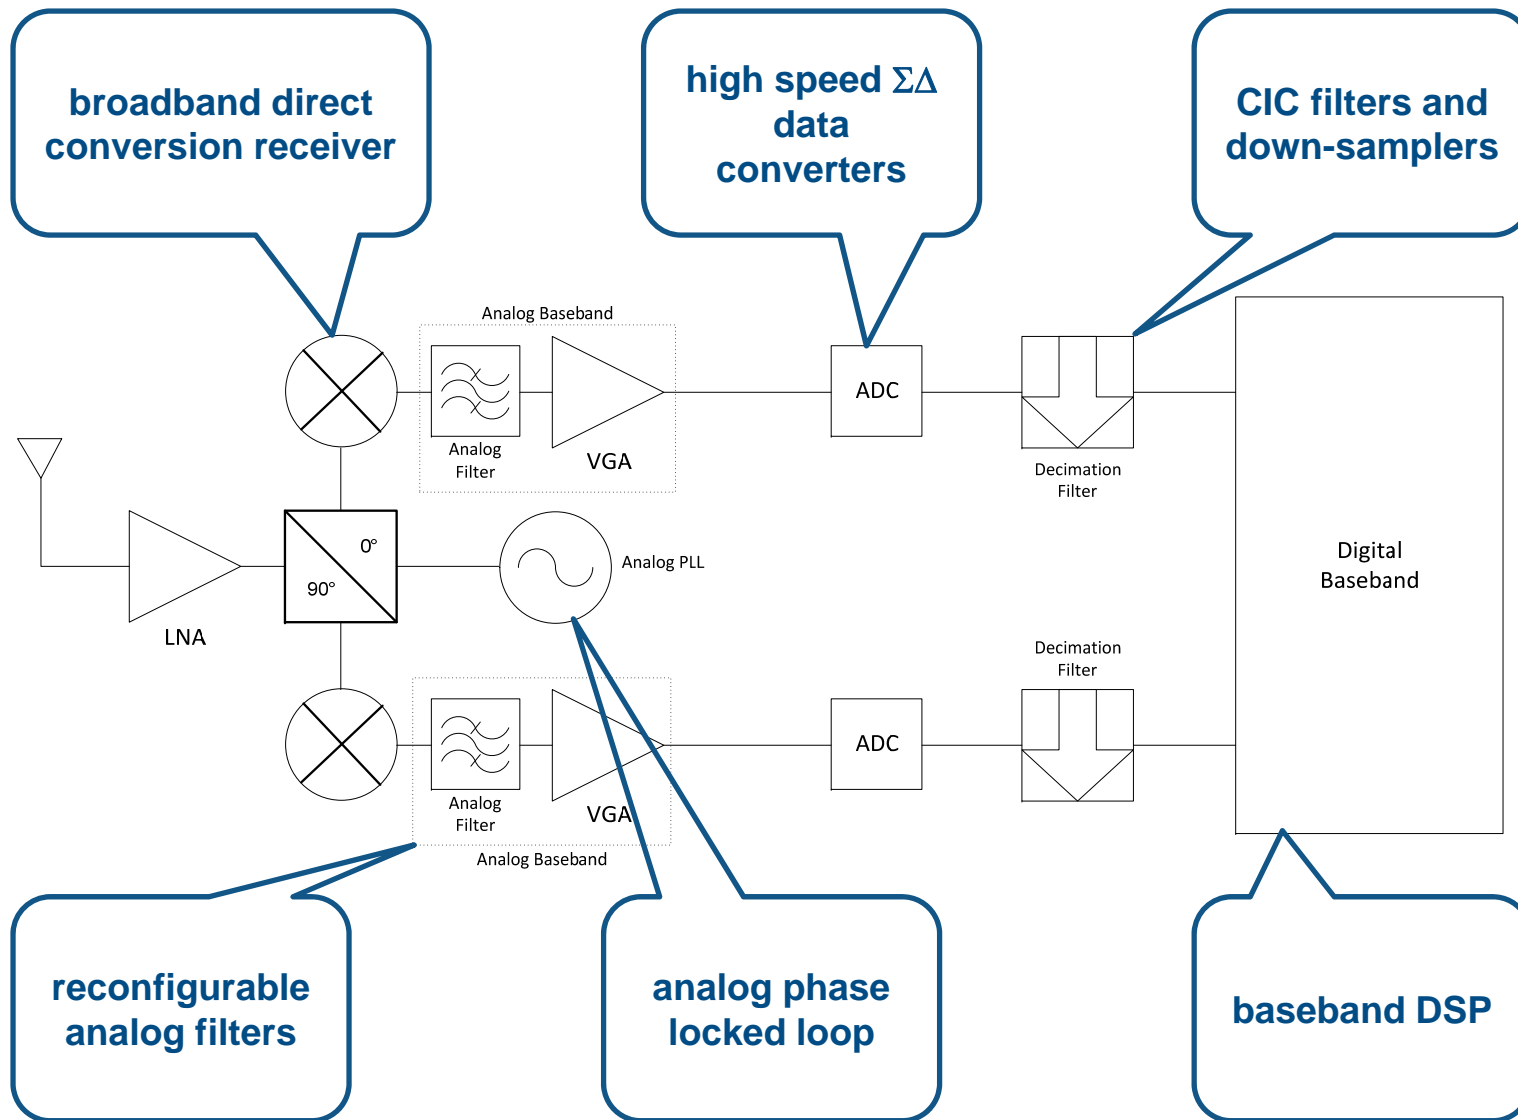 broadband direct
conversion receiver
high speed ΣΔ
data
converters
CIC filters and
down-samplers
Analog Baseband
Analog
Filter
VGA
ADC
Decimation
Filter
LNA
0°
90°
Analog PLL
Digital
Baseband
Decimation
Filter
Analog
Filter
VGA
Analog Baseband
ADC
reconfigurable
analog filters
analog phase
locked loop
baseband DSP